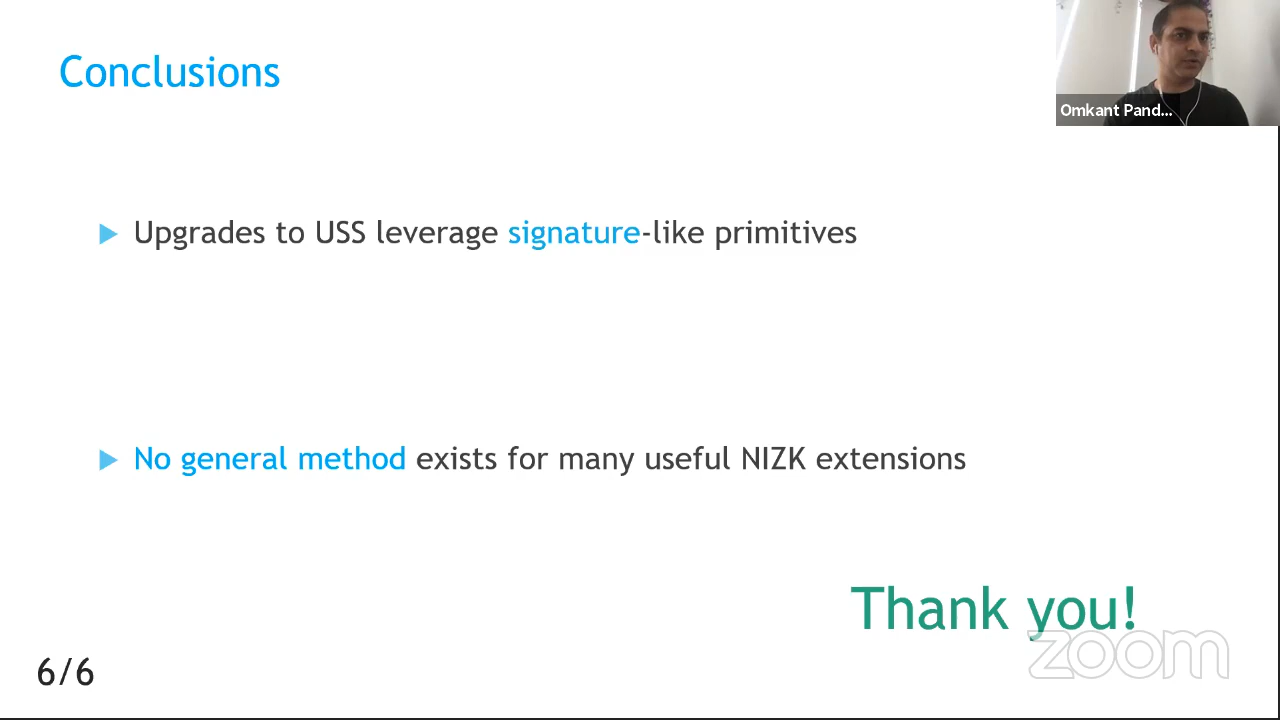 Conclusions
Omkant Pand...
Upgrades to USS leverage signature-like primitives
No general method exists for many useful NIZK extensions
Thank you!
zoom
6/6